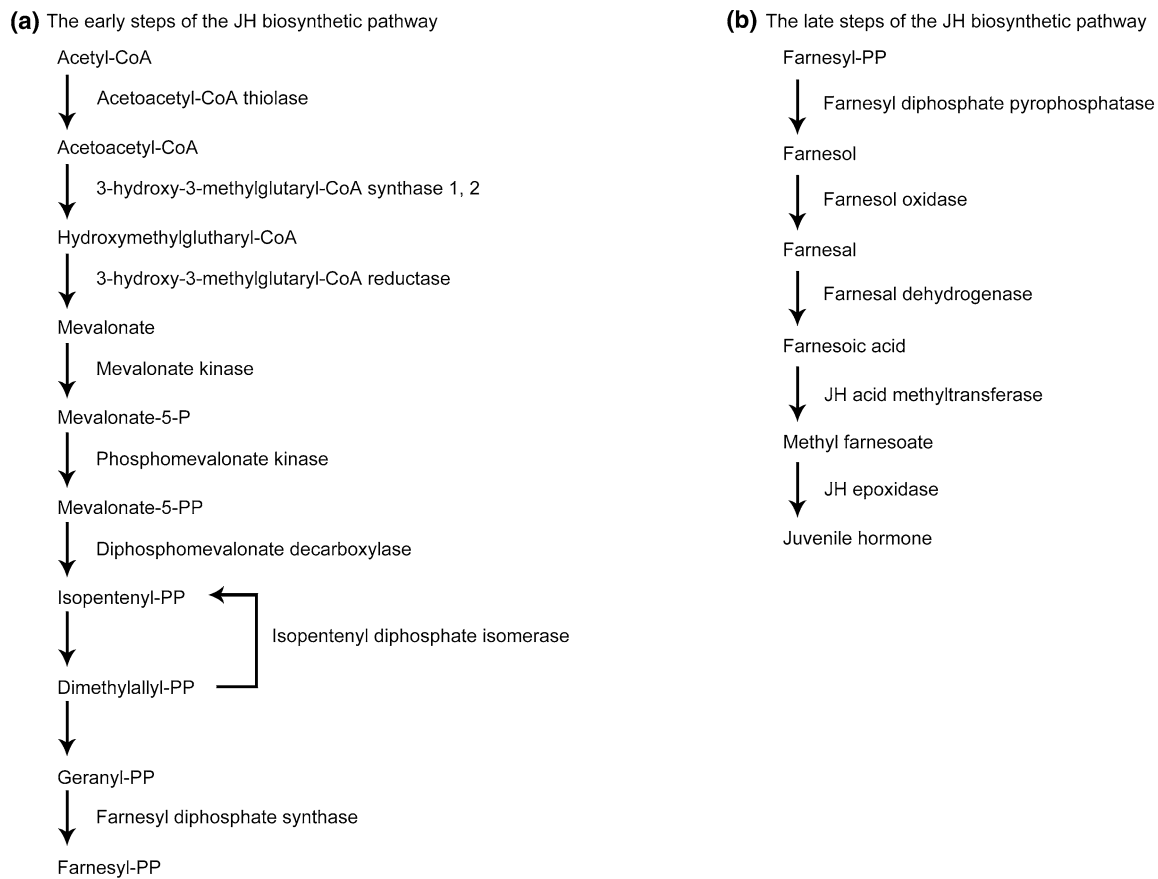 (a) The early steps of the JH biosynthetic pathway
Acetyl-CoA
Acetoacetyl-CoA thiolase
Acetoacetyl-CoA
3-hydroxy-3-methylglutaryl-CoA synthase 1, 2
Hydroxymethylglutharyl-CoA
3-hydroxy-3-methylglutaryl-CoA reductase
Mevalonate
Mevalonate kinase
Mevalonate-5-P
Phosphomevalonate kinase
Mevalonate-5-PP
Diphosphomevalonate decarboxylase
Isopentenyl-PP
Isopentenyl diphosphate isomerase
Dimethylallyl-PP
Geranyl-PP
Farnesyl diphosphate synthase
Farnesyl-PP
(b) The late steps of the JH biosynthetic pathway
Farnesyl-PP
Farnesyl diphosphate pyrophosphatase
Farnesol
Farnesol oxidase
Farnesal
Farnesal dehydrogenase
Farnesoic acid
JH acid methyltransferase
Methyl farnesoate
JH epoxidase
Juvenile hormone